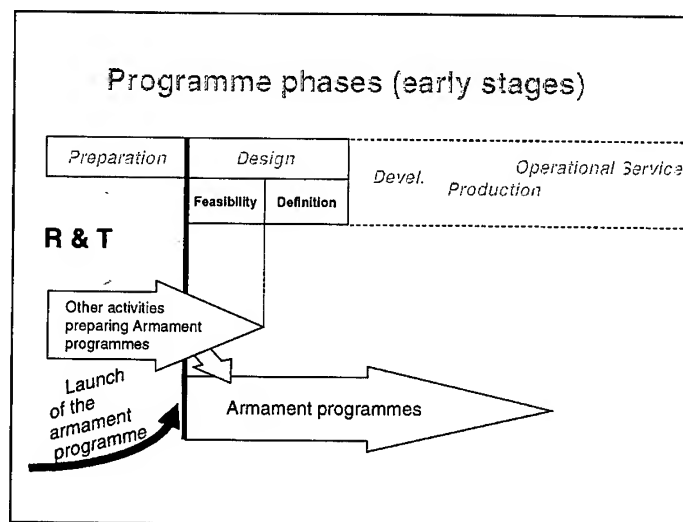 Programme phases (early stages)
Preparation
Design
Devel.
Operational Service
Production
Feasibility
Definition
R & T
Other activities
preparing Armament
programmes
Launch
of the
armament
programme
Armament programmes